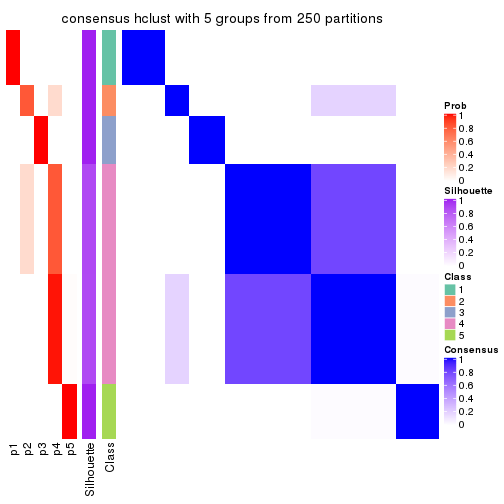 consensus hclust with 5 groups from 250 partitions
Prob
1
0.8
0.6
0.4
0.2
0
Silhouette
1
0.8
0.6
0.4
0.2
0
Class
1
2
3
4
5
Consensus
1
0.8
0.6
0.4
0.2
0
p1
p2
p3
p4
p5
Silhouette
Class